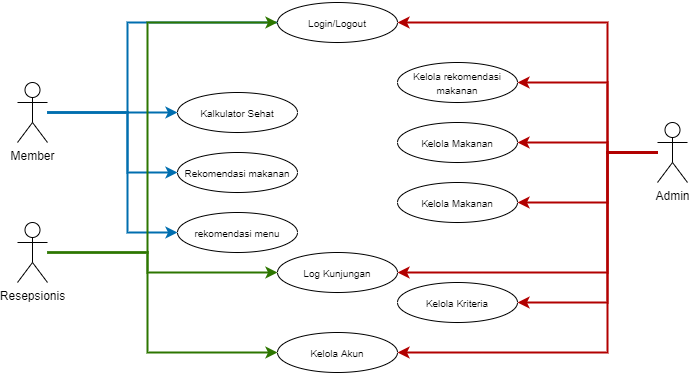 Login/Logout
Kelola rekomendasi
makanan
Kalkulator Sehat
Kelola Makanan
Member
Rekomendasi makanan
Admin
Kelola Makanan
rekomendasi menu
Log Kunjungan
Resepsionis
Kelola Kriteria
Kelola Akun